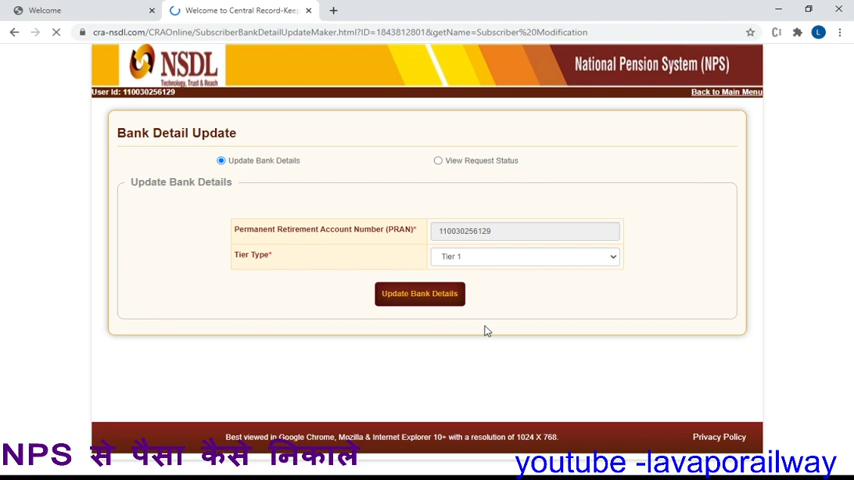 Welcome
Welcome to Central Record-Keep
cra-nsdl.com/CRAOnline/SubscriberBankDetailUpdateMaker.html?ID=1843812801&getName=Subscriber%20Modification
L
NSDL
Technology, Trust & Reach
National Pension System (NPS)
User Id: 110030256129
Back to Main Menu
Bank Detail Update
Update Bank Details
View Request Status
Update Bank Details
Permanent Retirement Account Number (PRAN)*
110030256129
Tier Type*
Tier 1
Update Bank Details
Best viewed in Google Chrome, Mozilla & Internet Explorer 10+ with a resolution of 1024 X 768.
Privacy Policy
NPS से पैसा कैसे निकाले
youtube -lavaporailway